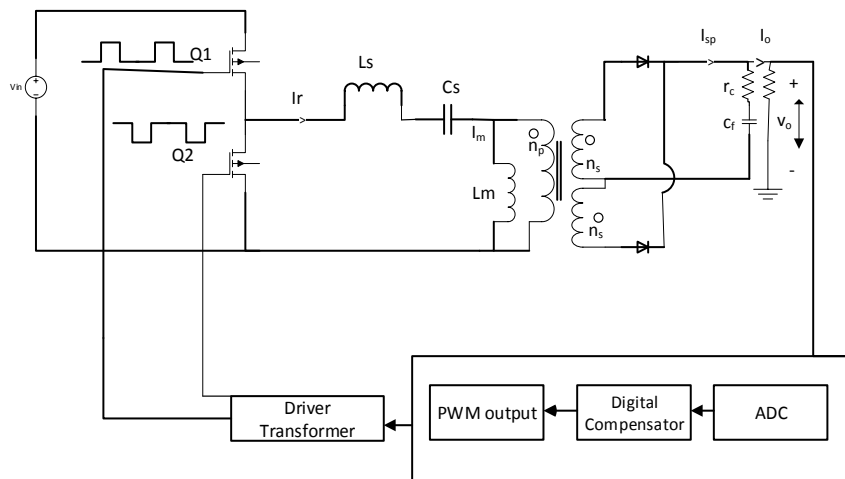 Q1
Vin
+
−
Q2
Ir
Ls
Cs
Im
Lm
np
ns
ns
Isp
Io
rc
cf
+
vo
-
Driver
Transformer
PWM output
Digital
Compensator
ADC